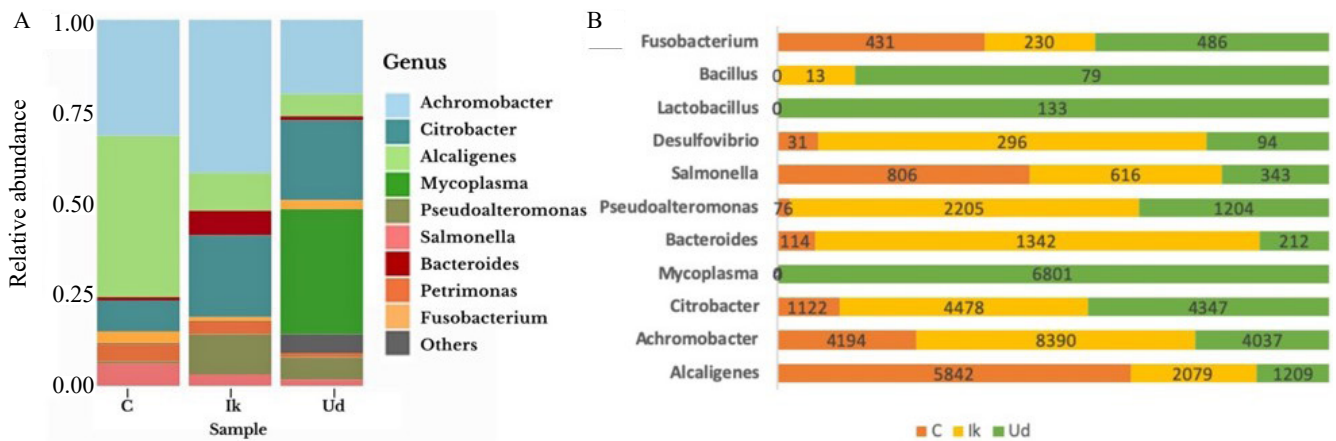 A
1.00
0.75
0.50
0.25
0.00
Relative abundance
C Ik Ud
Sample
Genus
Achromobacter
Citrobacter
Alcaligenes
Mycoplasma
Pseudoalteromonas
Salmonella
Bacteroides
Petrimonas
Fusobacterium
Others
B
Fusobacterium 431 230 486
Bacillus 0 13 79
Lactobacillus 0 133
Desulfovibrio 31 296 94
Salmonella 806 616 343
Pseudoalteromonas 76 2205 1204
Bacteroides 114 1342 212
Mycoplasma 0 6801
Citrobacter 1122 4478 4347
Achromobacter 4194 8390 4037
Alcaligenes 5842 2079 1209
C Ik Ud